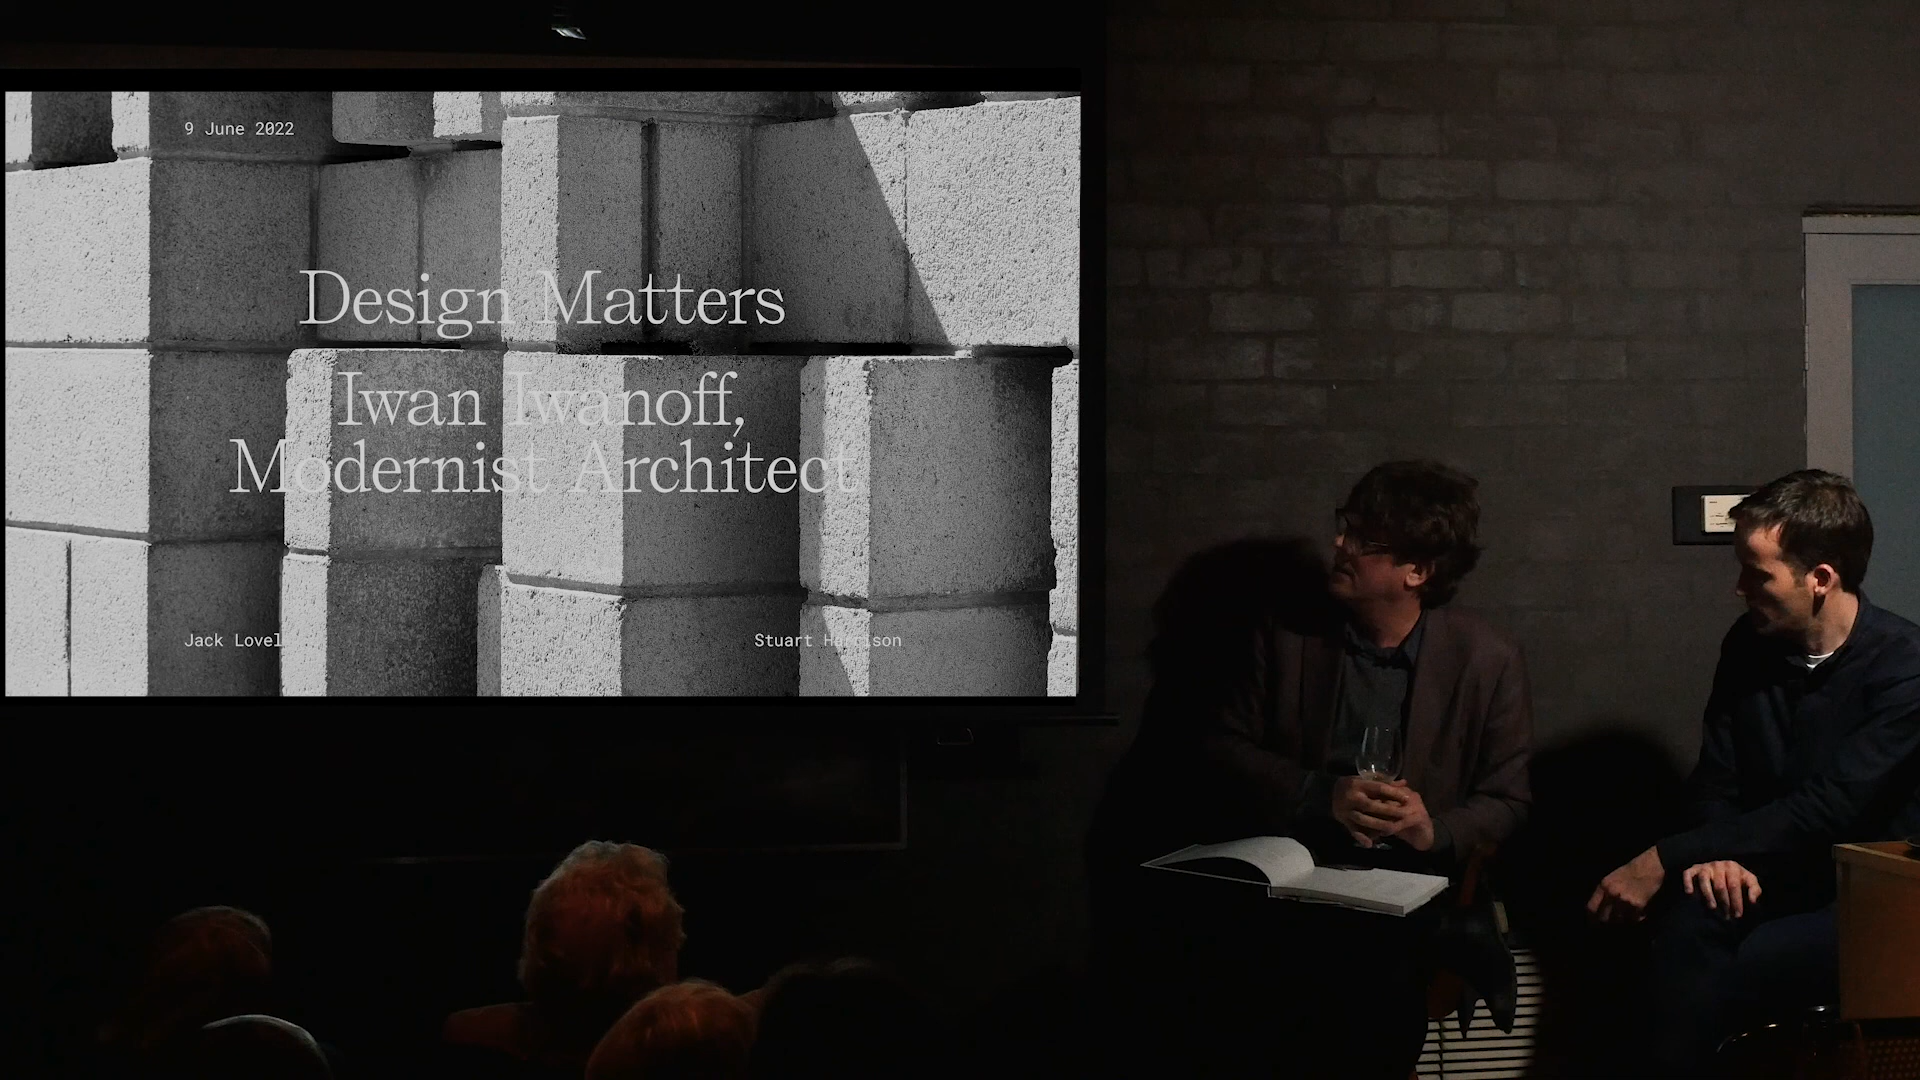 9 June 2022
Design Matters
Iwan Iwanoff,
Modernist Architect
Jack Lovel
Stuart Harrison